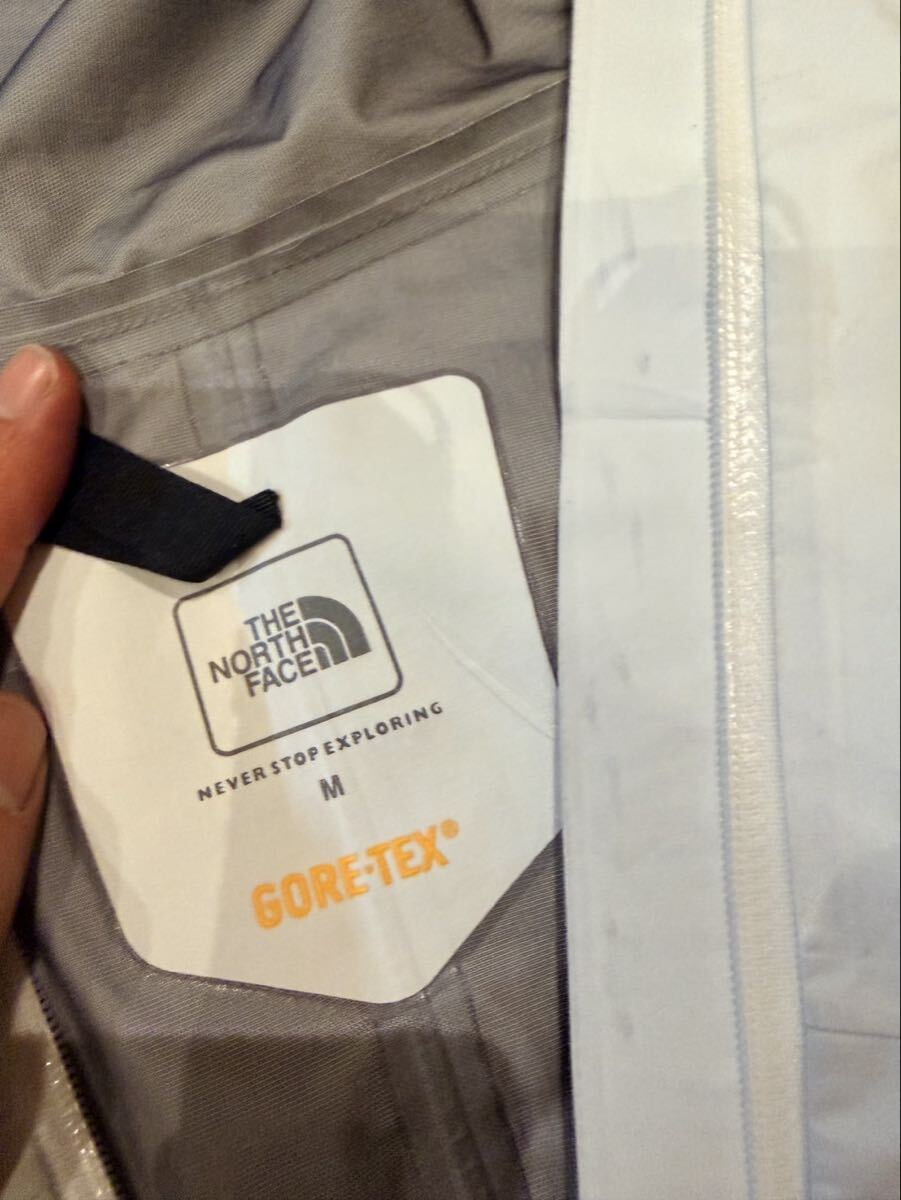 THE
NORTH
FACE
NEVER STOP EXPLORING
M
GORE-TEX®